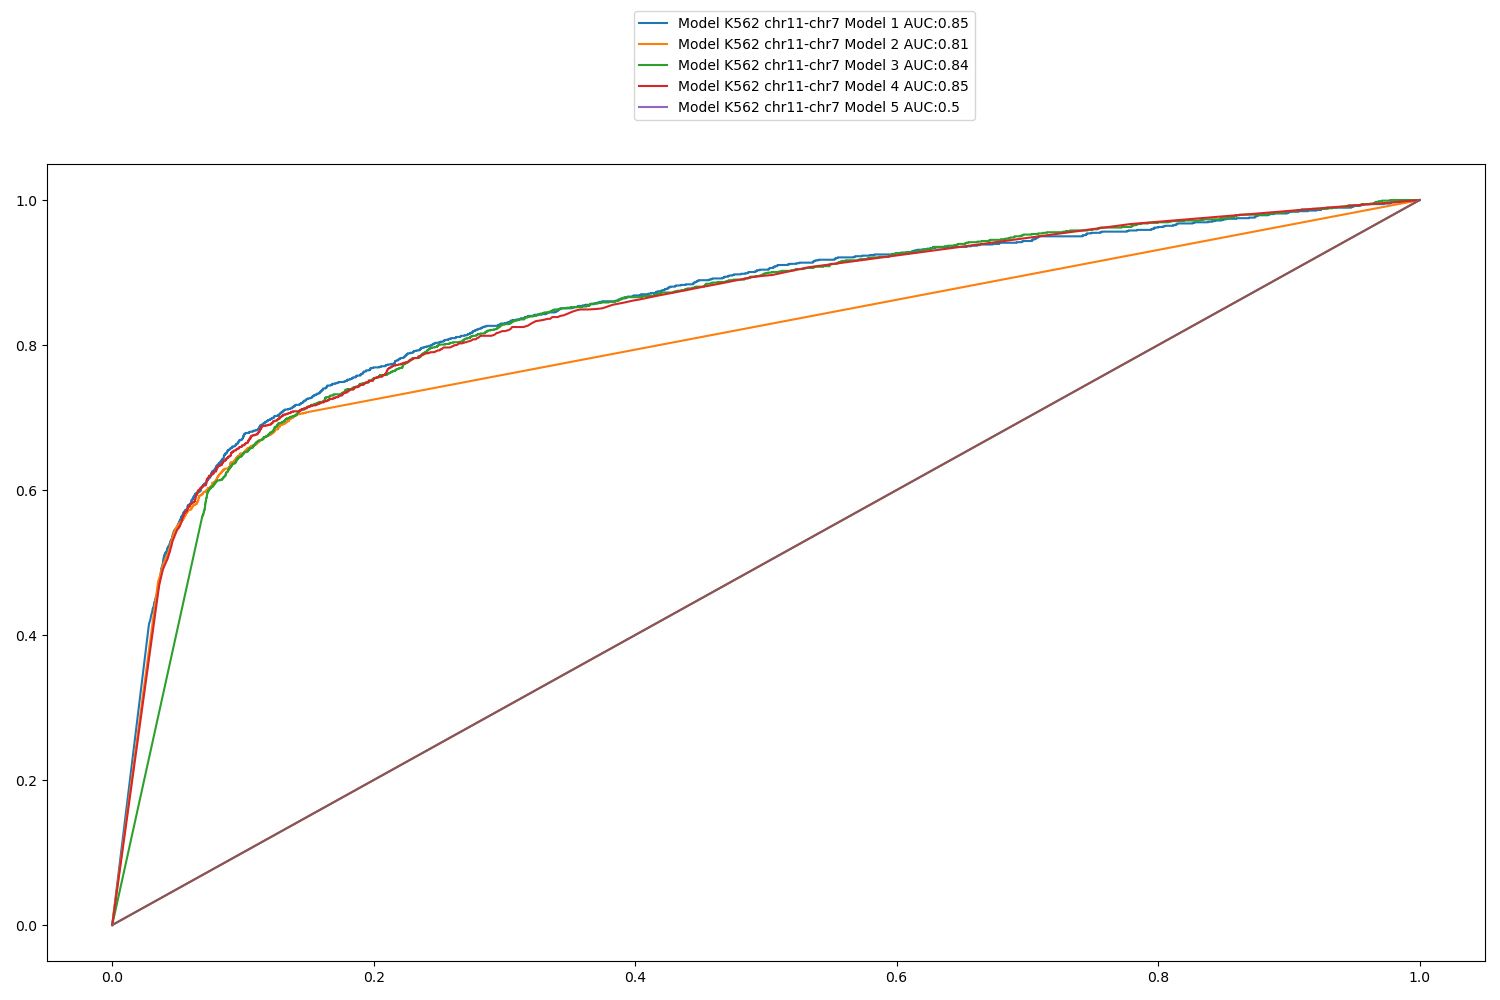 Model K562 chr11-chr7 Model 1 AUC:0.85
Model K562 chr11-chr7 Model 2 AUC:0.81
Model K562 chr11-chr7 Model 3 AUC:0.84
Model K562 chr11-chr7 Model 4 AUC:0.85
Model K562 chr11-chr7 Model 5 AUC:0.5
1.0
0.8
0.6
0.4
0.2
0.0
0.0 0.2 0.4 0.6 0.8 1.0